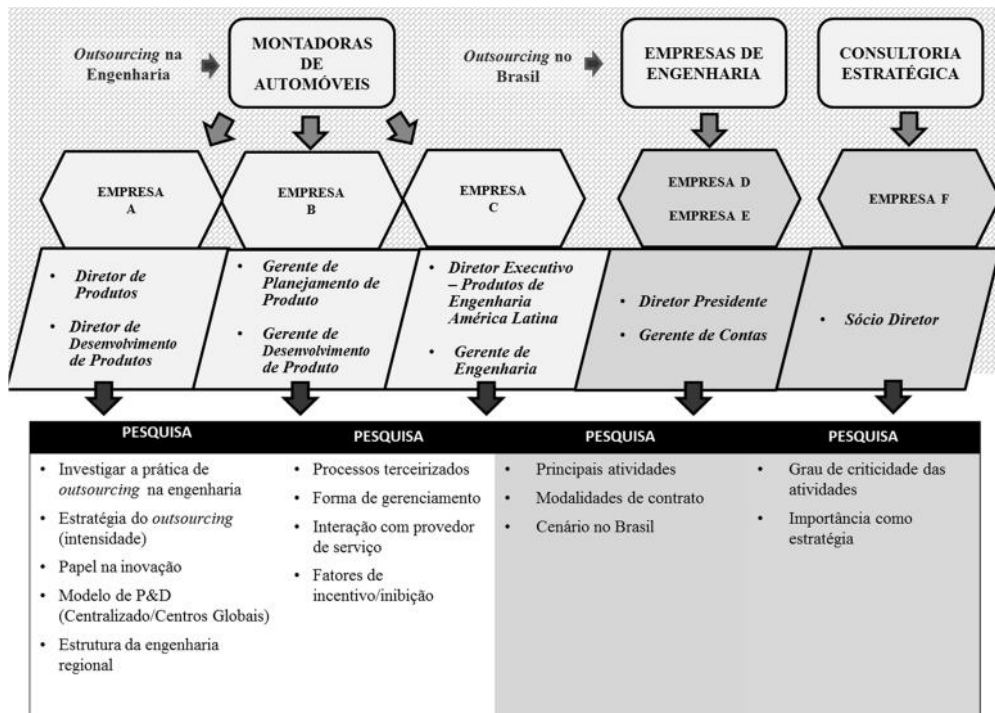 Outsourcing na
Engenharia
MONTADORAS
DE
AUTOMÓVEIS
Outsourcing no
Brasil
EMPRESAS DE
ENGENHARIA
CONSULTORIA
ESTRATÉGICA
EMPRESA
A
EMPRESA
B
EMPRESA
C
EMPRESA D
EMPRESA E
EMPRESA F
• Diretor de
Produtos
• Diretor de
Desenvolvimento
de Produtos
• Gerente de
Planejamento de
Produto
• Gerente de
Desenvolvimento
de Produto
• Diretor Executivo
– Produtos de
Engenharia
América Latina
• Gerente de
Engenharia
• Diretor Presidente
• Gerente de Contas
• Sócio Diretor
PESQUISA
• Investigar a prática de
outsourcing na engenharia
• Estratégia do outsourcing
(intensidade)
• Papel na inovação
• Modelo de P&D
(Centralizado/Centros Globais)
• Estrutura da engenharia
regional
PESQUISA
• Processos terceirizados
• Forma de gerenciamento
• Interação com provedor
de serviço
• Fatores de
incentivo/inibição
PESQUISA
• Principais atividades
• Modalidades de contrato
• Cenário no Brasil
PESQUISA
• Grau de criticidade das
atividades
• Importância como
estratégia